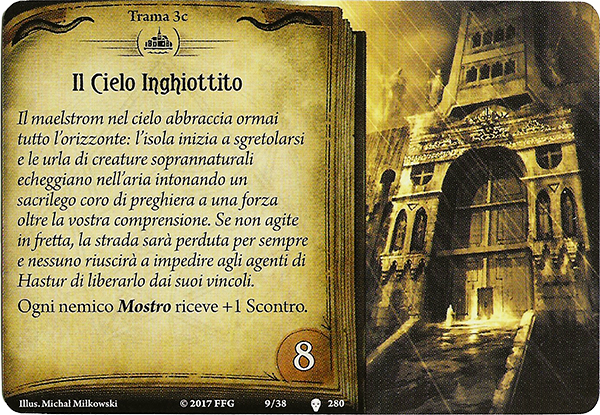 Trama 3c
Il Cielo Inghiottito
Il maelstrom nel cielo abbraccia ormai
tutto l'orizzonte: l'isola inizia a sgretolarsi
e le urla di creature soprannaturali
echeggiano nell'aria intonando un
sacrilego coro di preghiera a una forza
oltre la vostra comprensione. Se non agite
in fretta, la strada sarà perduta per sempre
e nessuno riuscirà a impedire agli agenti di
Hastur di liberarlo dai suoi vincoli.
Ogni nemico Mostro riceve +1 Scontro.
8
Illus. Michal Milkowski © 2017 FFG 9/38 280